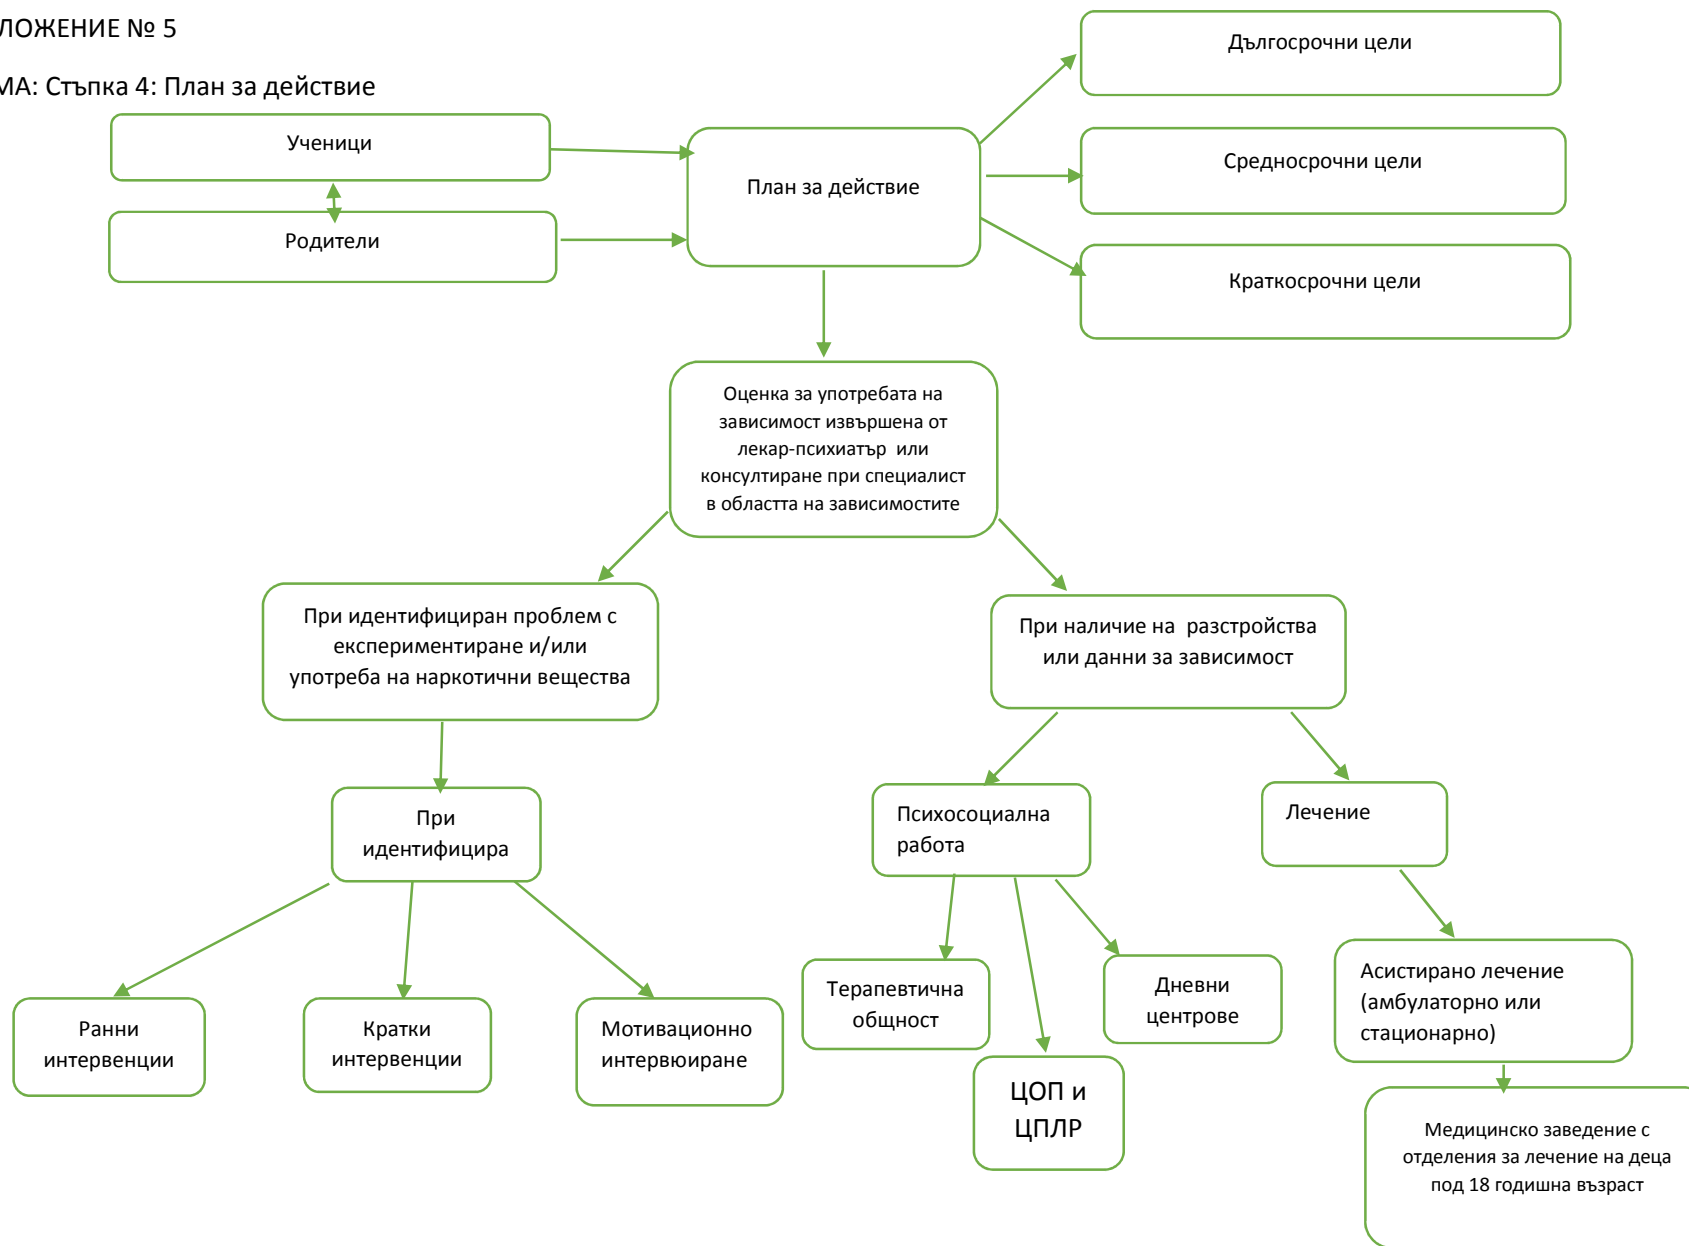 ЛОЖЕНИЕ № 5
МА: Стъпка 4: План за действие
Дългосрочни цели
Ученици
Средносрочни цели
План за действие
Родители
Краткосрочни цели
Оценка за употребата на
зависимост извършена от
лекар-психиатър или
консултиране при специалист
в областта на зависимостите
При идентифициран проблем с
експериментиране и/или
употреба на наркотични вещества
При наличие на разстройства
или данни за зависимост
При
идентифицира
Психосоциална
работа
Лечение
Ранни
интервенции
Кратки
интервенции
Мотивационно
интервюиране
Терапевтична
общност
ЦОП и
ЦПЛР
Дневни
центрове
Асистирано лечение
(амбулаторно или
стационарно)
Медицинско заведение с
отделения за лечение на деца
под 18 годишна възраст